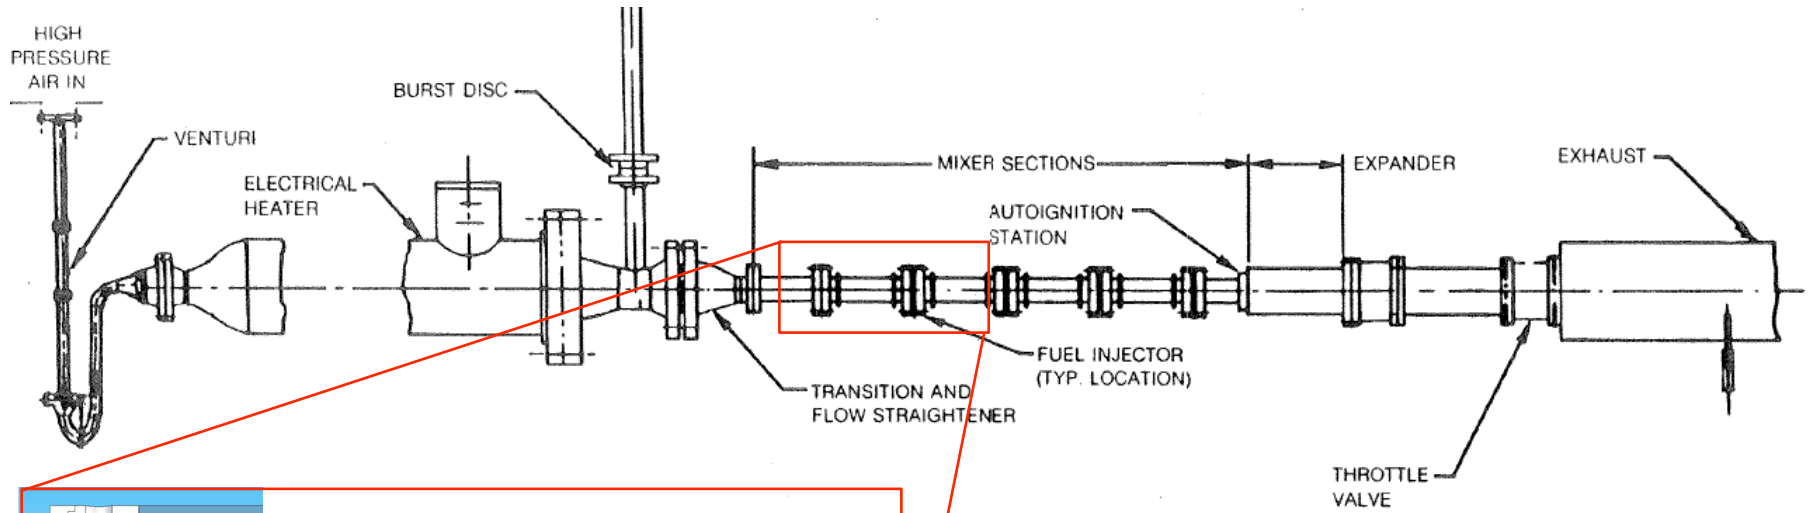 HIGH
PRESSURE
AIR IN
VENTURI
ELECTRICAL
HEATER
BURST DISC
MIXER SECTIONS
EXPANDER
EXHAUST
AUTOIGNITION
STATION
FUEL INJECTOR
(TYP. LOCATION)
TRANSITION AND
FLOW STRAIGHTENER
THROTTLE
VALVE